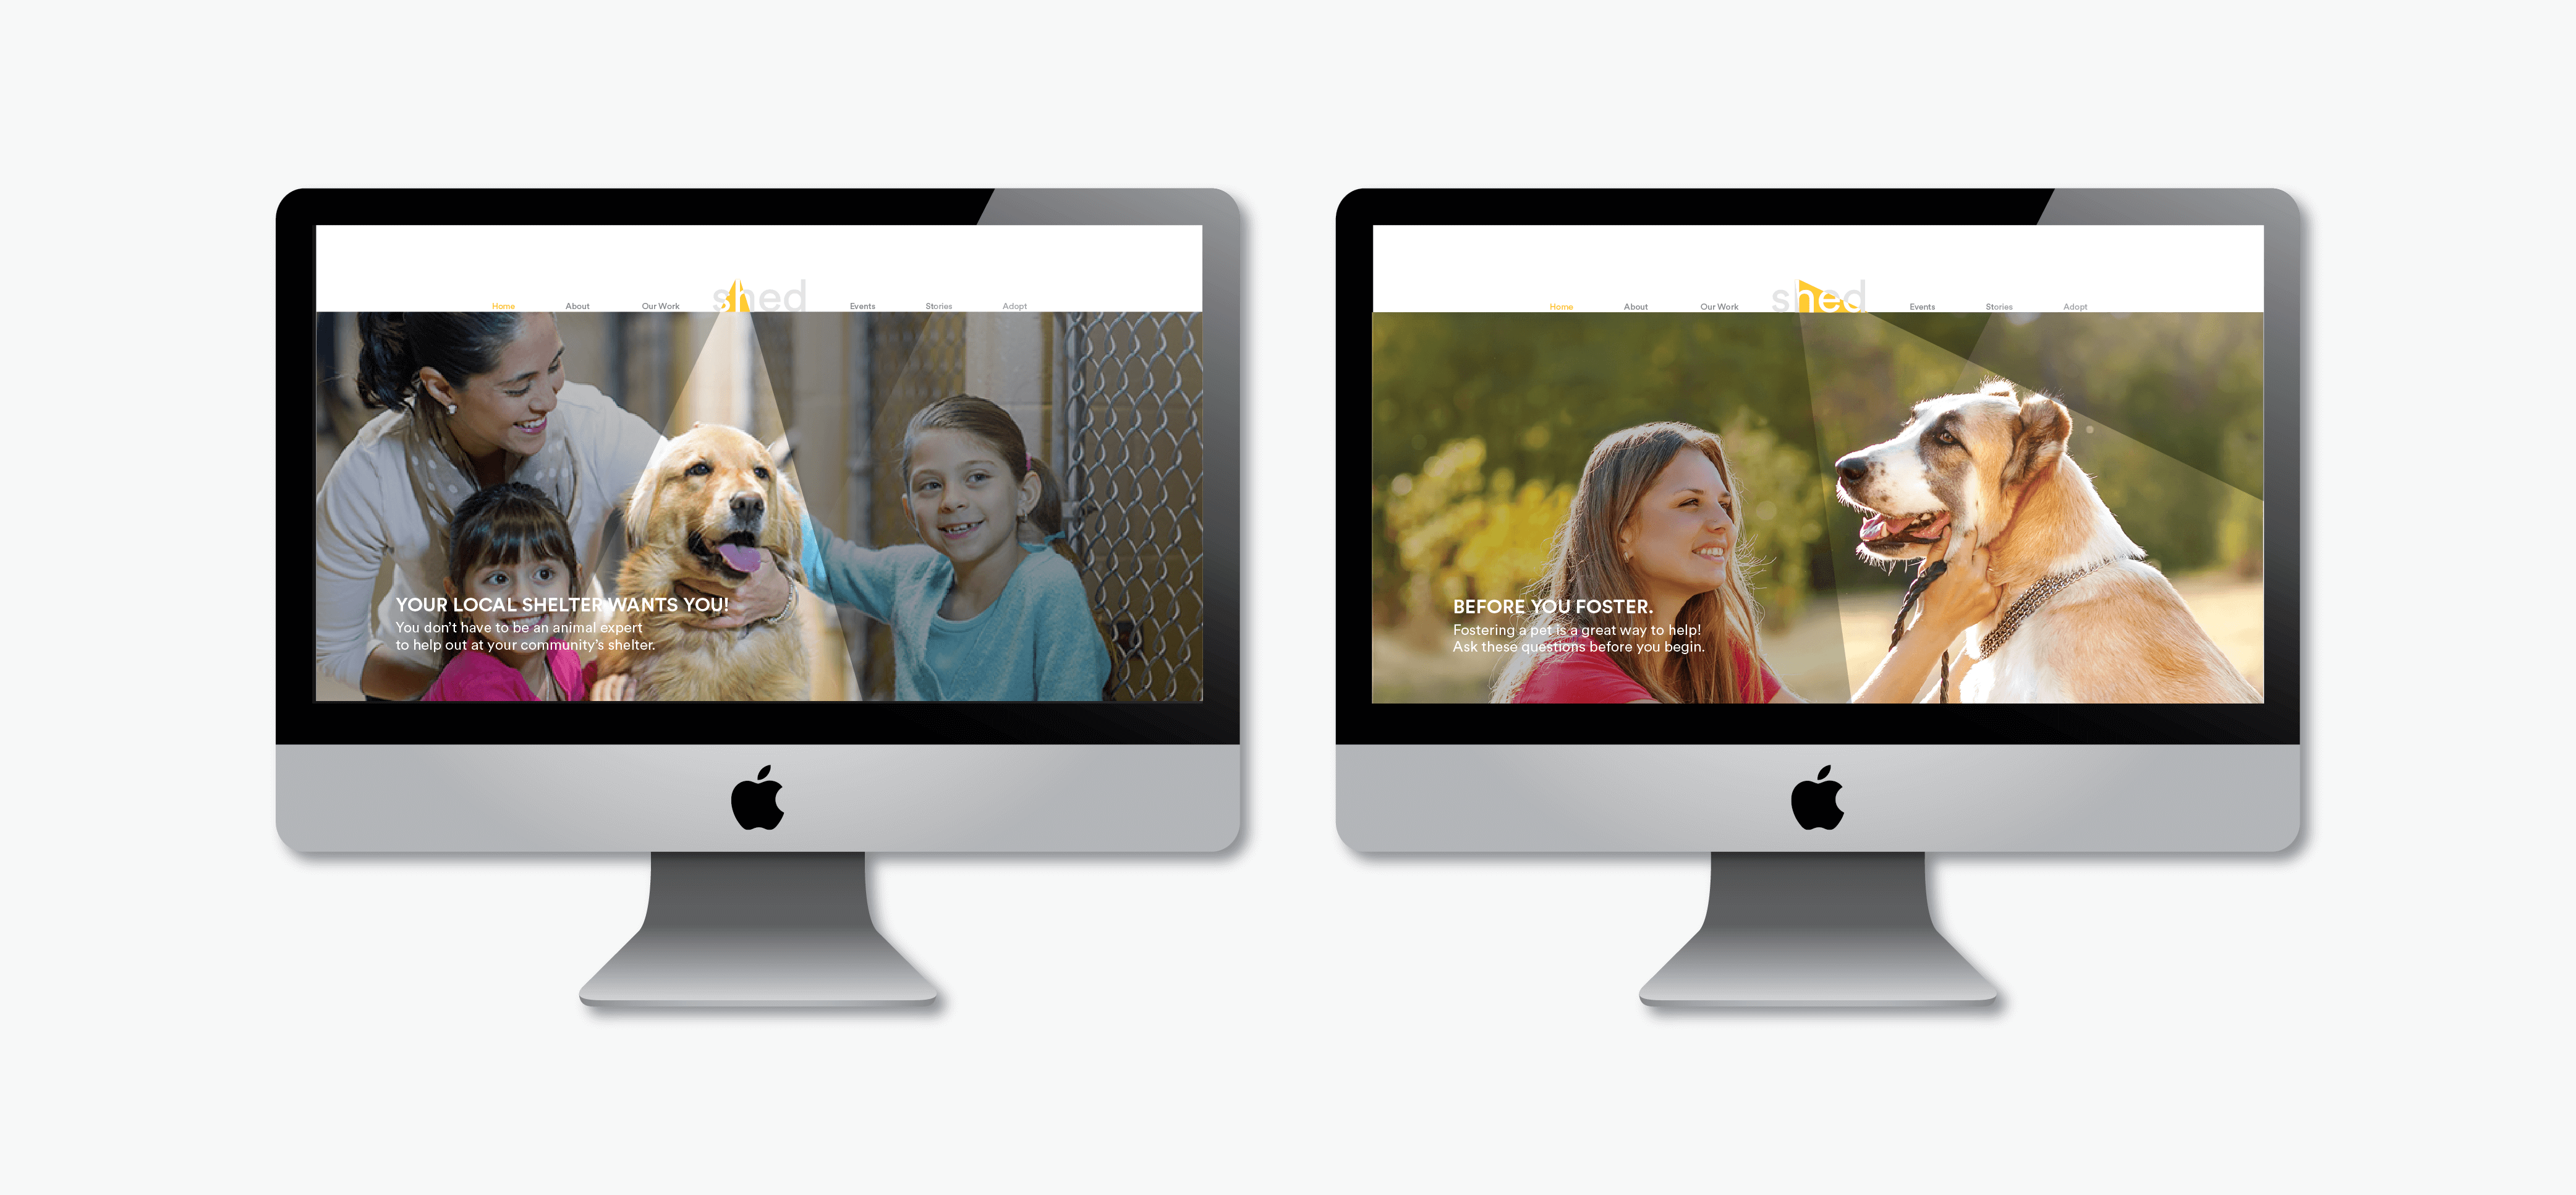 Home About Our Work shed Events Stories Adopt
YOUR LOCAL SHELTER WANTS YOU!
You don't have to be an animal expert
to help out at your community's shelter.
Home About Our Work shed Events Stories Adopt
BEFORE YOU FOSTER.
Fostering a pet is a great way to help!
Ask these questions before you begin.